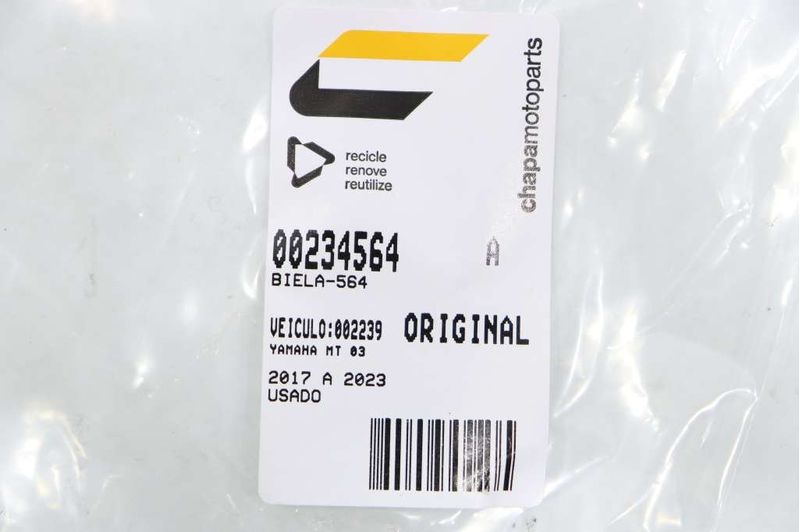 chapamotoparts
recicle
renove
reutilize
00234564 A
BIELA-564
VEICULO:002239 ORIGINAL
YAMAHA MT 03
2017 A 2023
USADO